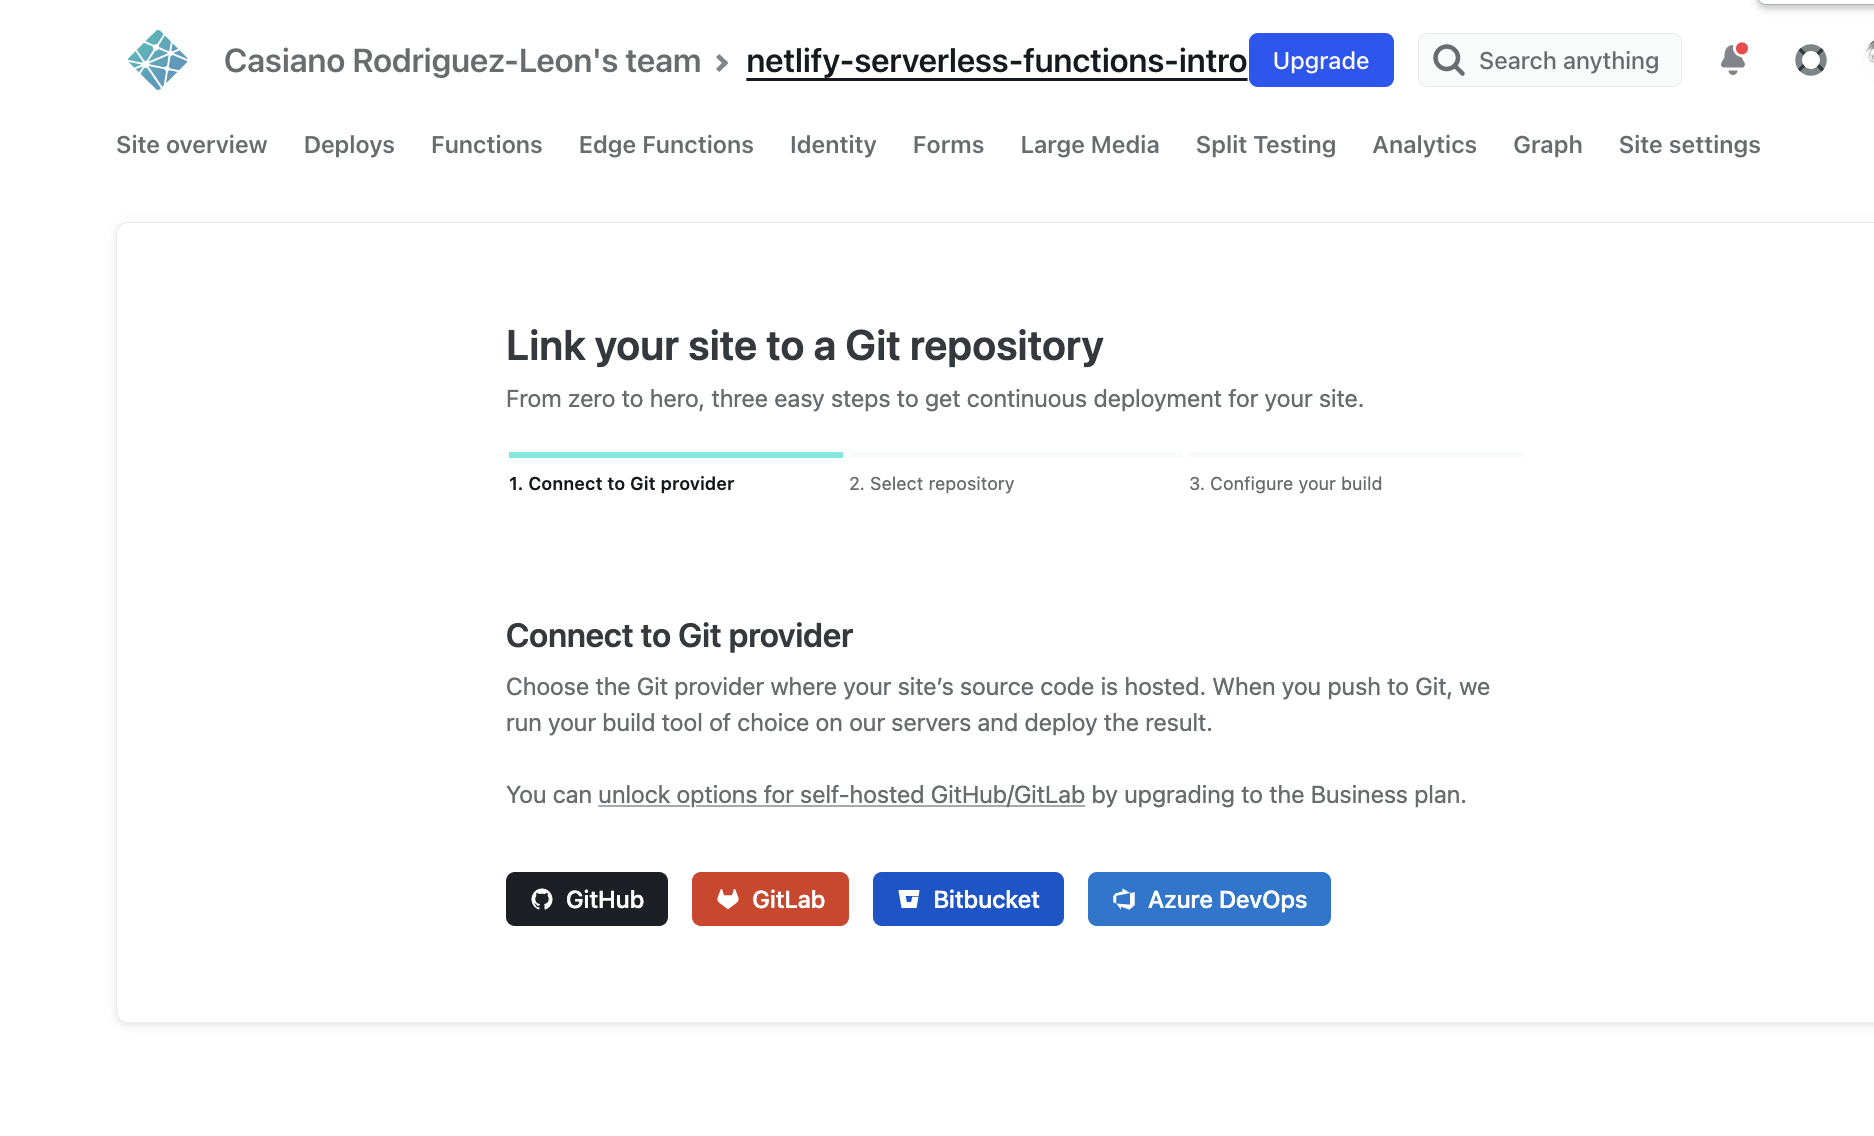 Casiano Rodriguez-Leon's team › netlify-serverless-functions-intro Upgrade Search anything
Site overview Deploys Functions Edge Functions Identity Forms Large Media Split Testing Analytics Graph Site settings
Link your site to a Git repository
From zero to hero, three easy steps to get continuous deployment for your site.
1. Connect to Git provider 2. Select repository 3. Configure your build
Connect to Git provider
Choose the Git provider where your site’s source code is hosted. When you push to Git, we
run your build tool of choice on our servers and deploy the result.
You can unlock options for self-hosted GitHub/GitLab by upgrading to the Business plan.
GitHub GitLab Bitbucket Azure DevOps